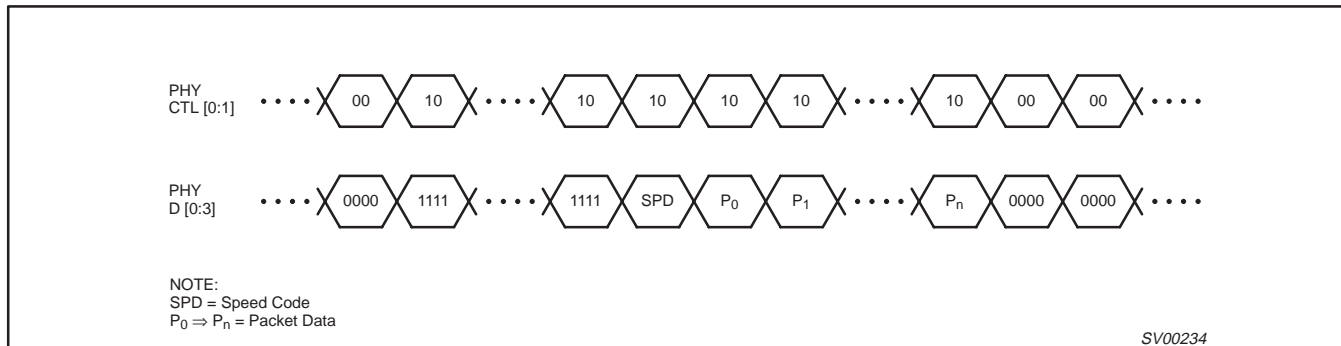 PHY
CTL [0:1]
00 10 10 10 10 10 10 00 00
PHY
D [0:3]
0000 1111 1111 SPD P0 P1 Pn 0000 0000
NOTE:
SPD = Speed Code
P0 ⇒ Pn = Packet Data
SV00234